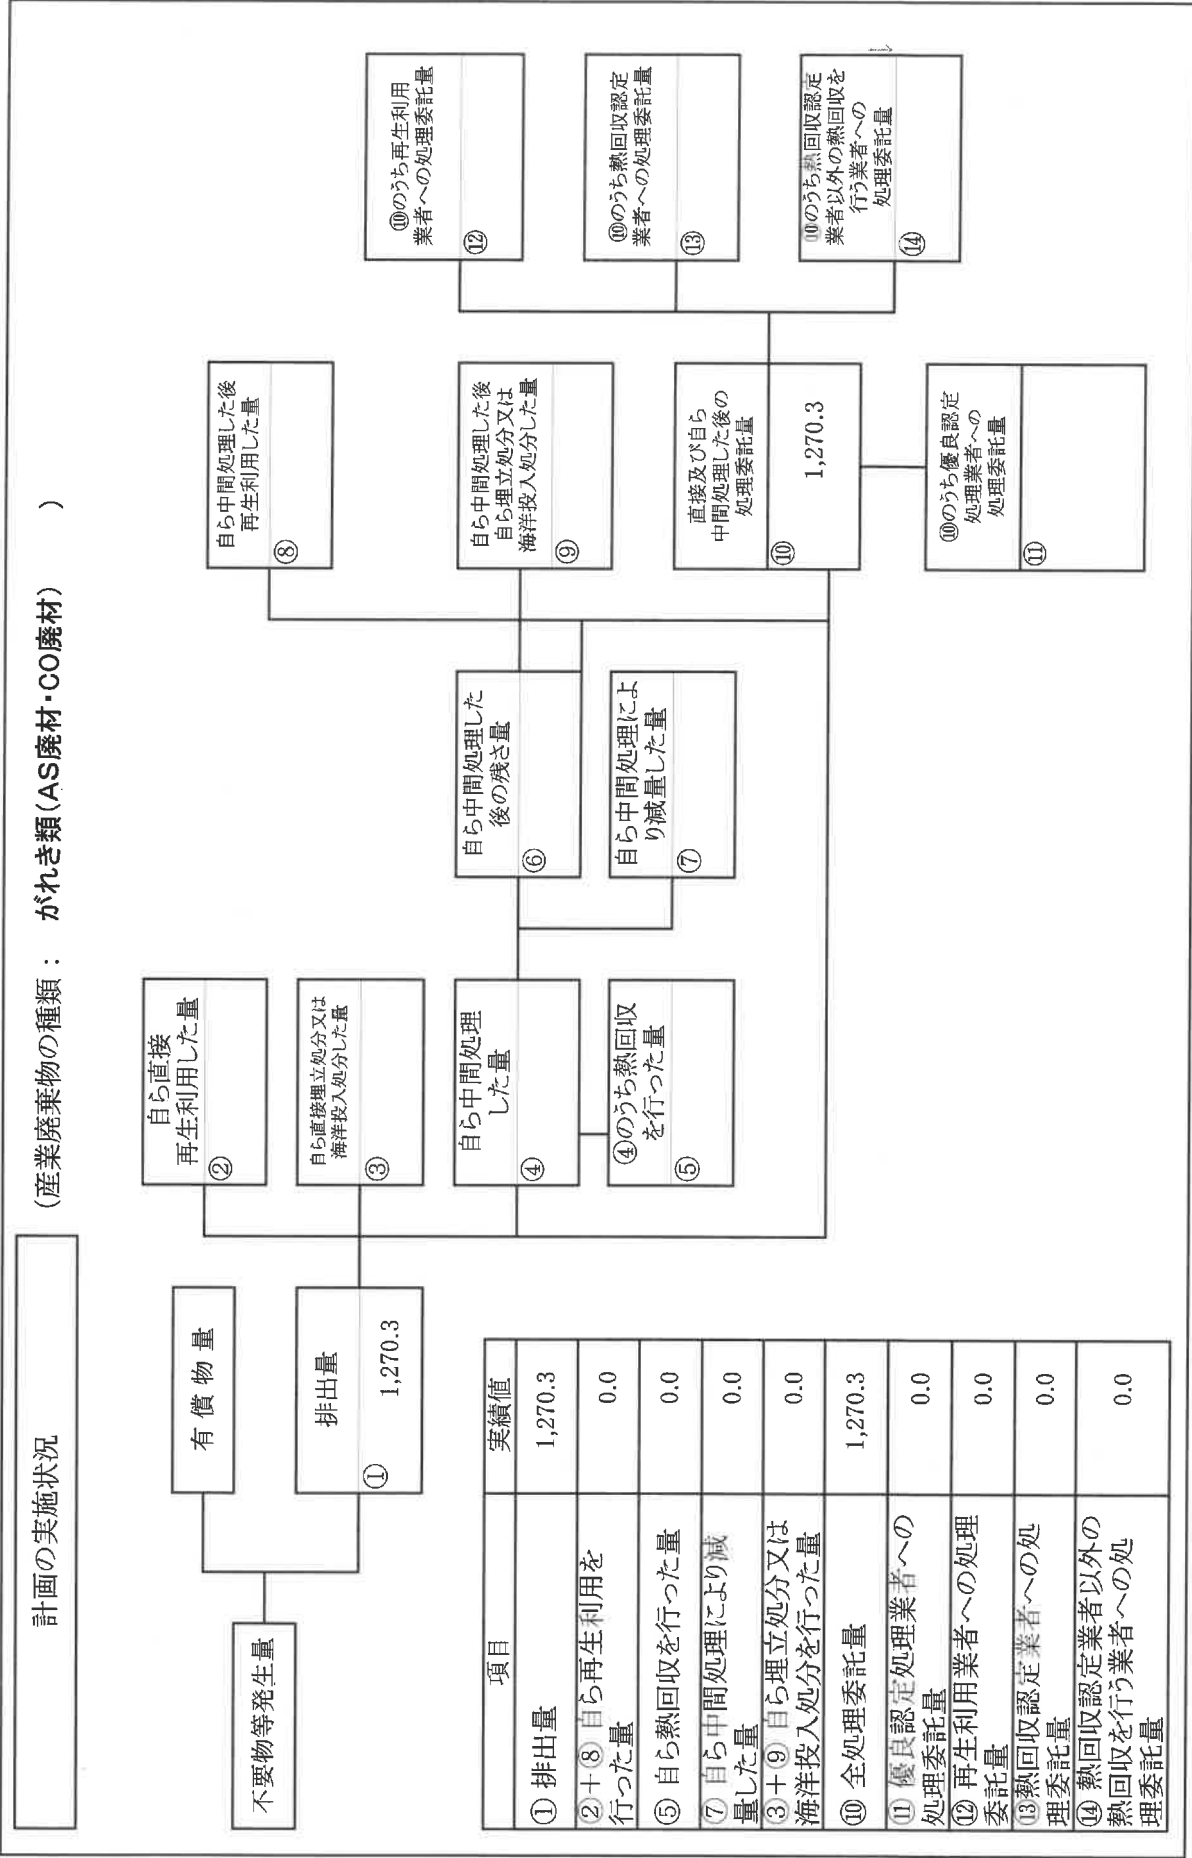 計画の実施状況
(産業廃棄物の種類： がれき類(AS廃材・CO廃材) )
不要物等発生量
有償物量
排出量
①
1,270.3
自ら直接
再生利用した量
②
自ら直接埋立処分又は
海洋投入処分した量
③
自ら中間処理
した量
④
④のうち熱回収
を行った量
⑤
自ら中間処理した
後の残さ量
⑥
自ら中間処理によ
り減量した量
⑦
自ら中間処理した後
再生利用した量
⑧
自ら中間処理した後
自ら埋立処分又は
海洋投入処分した量
⑨
直接及び自ら
中間処理した後の
処理委託量
⑩
1,270.3
⑩のうち優良認定
処理業者への
処理委託量
⑪
⑩のうち再生利用
業者への処理委託量
⑫
⑩のうち熱回収認定
業者への処理委託量
⑬
⑩のうち熱回収認定
業者以外の熱回収を
行う業者への
処理委託量
⑭
項目 実績値
① 排出量 1,270.3
②＋⑧ 自ら再生利用を
行った量 0.0
⑤ 自ら熱回収を行った量 0.0
⑦ 自ら中間処理により減
量した量 0.0
③＋⑨ 自ら埋立処分又は
海洋投入処分を行った量 0.0
⑩ 全処理委託量 1,270.3
⑪ 優良認定処理業者への
処理委託量 0.0
⑫ 再生利用業者への処理
委託量 0.0
⑬熱回収認定業者への処
理委託量 0.0
⑭ 熱回収認定業者以外の
熱回収を行う業者への処
理委託量 0.0